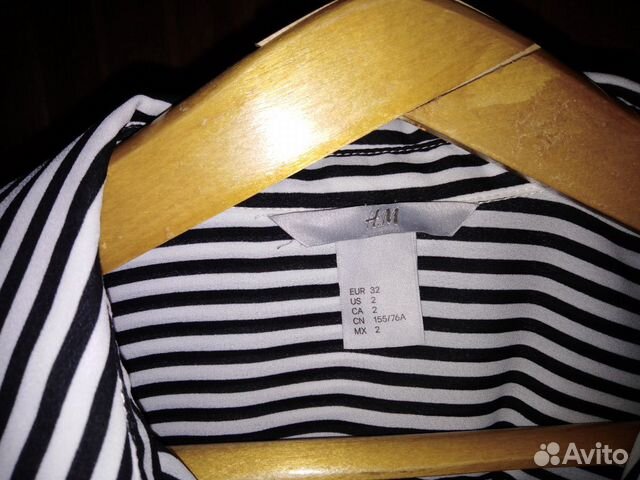 H&M
EUR 32
US 2
CA 2
CN 155/76A
MX 2
Avito